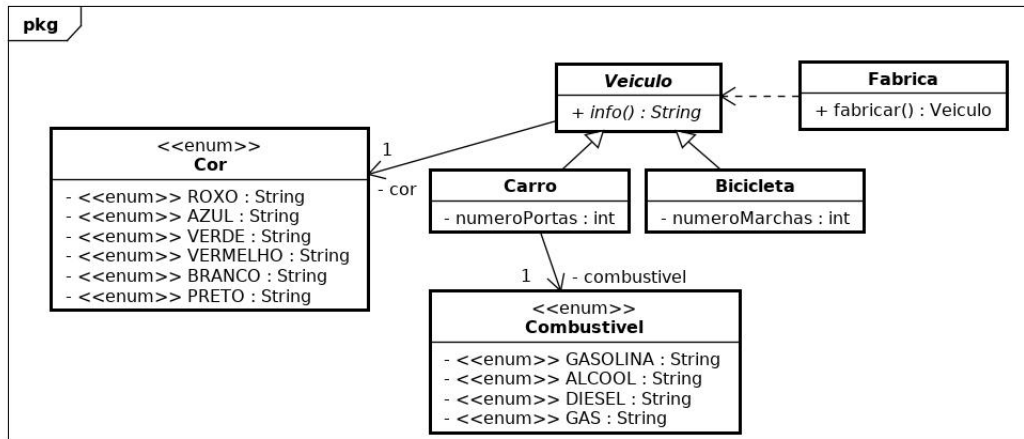 pkg
Veiculo
+ info() : String
Fabrica
+ fabricar() : Veiculo
<<enum>>
Cor
- <<enum>> ROXO : String
- <<enum>> AZUL : String
- <<enum>> VERDE : String
- <<enum>> VERMELHO : String
- <<enum>> BRANCO : String
- <<enum>> PRETO : String
1
- cor
Carro
- numeroPortas : int
Bicicleta
- numeroMarchas : int
1
- combustivel
<<enum>>
Combustivel
- <<enum>> GASOLINA : String
- <<enum>> ALCOOL : String
- <<enum>> DIESEL : String
- <<enum>> GAS : String